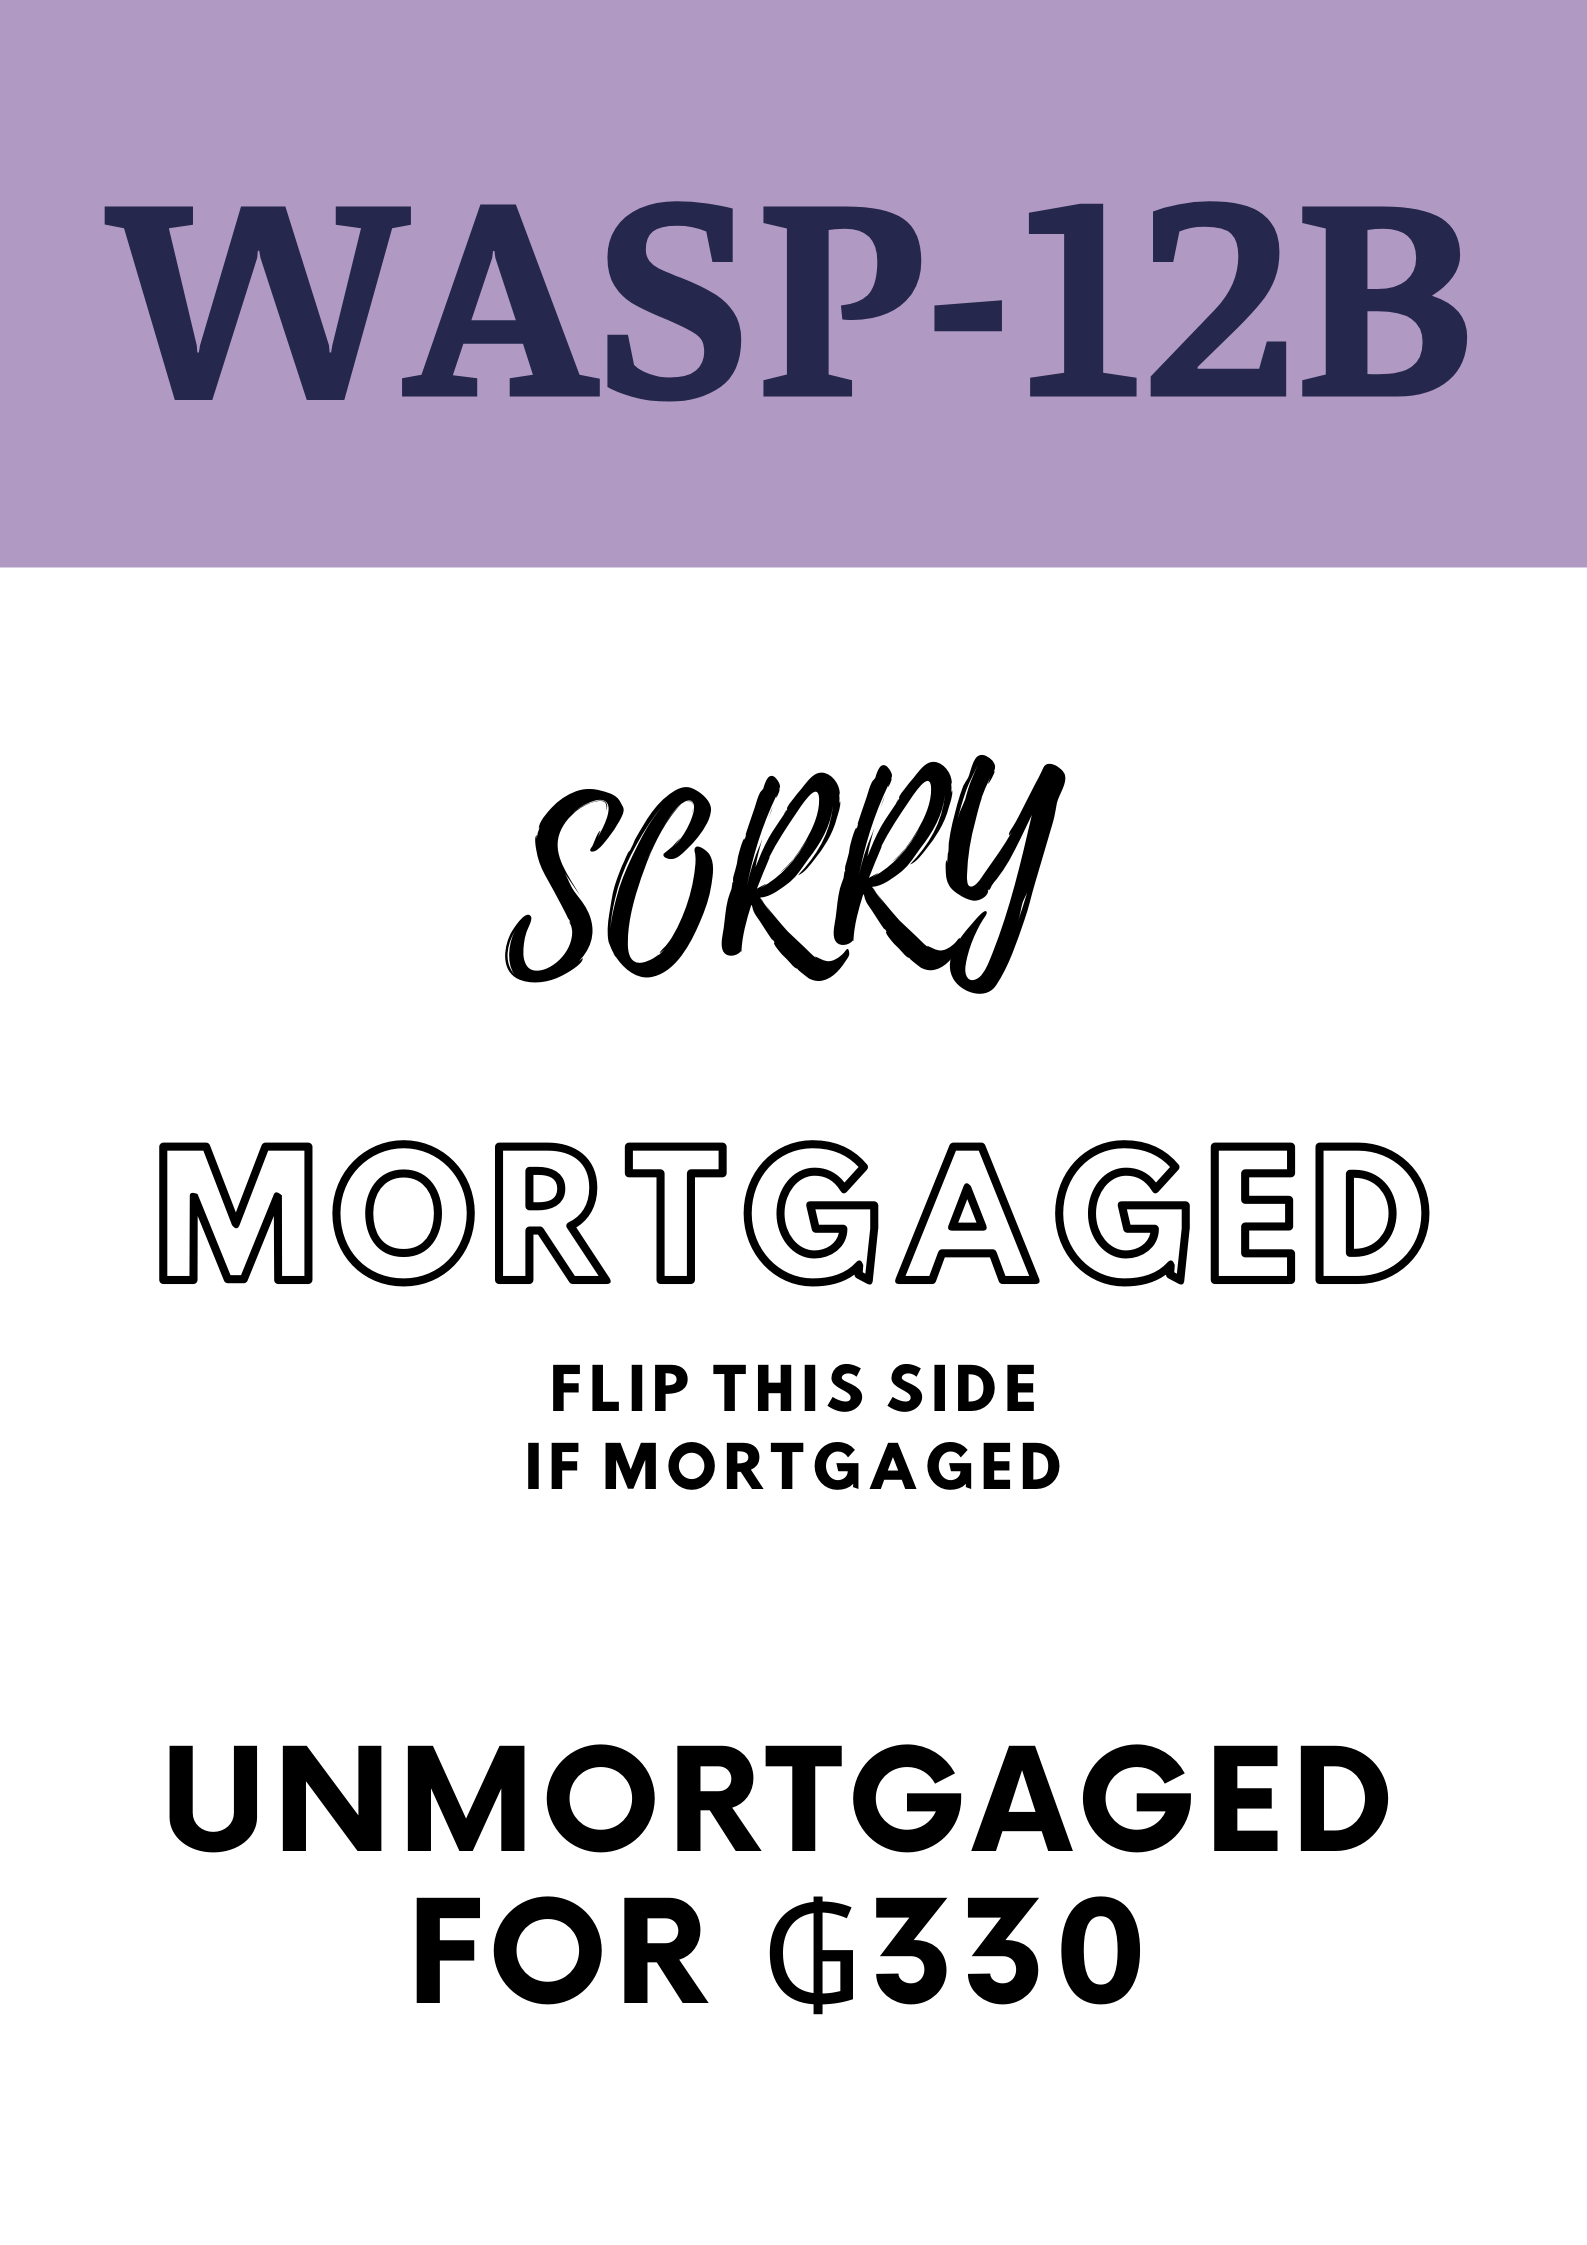 WASP-12B
SORRY
MORTGAGED
FLIP THIS SIDE
IF MORTGAGED
UNMORTGAGED
FOR ₲330